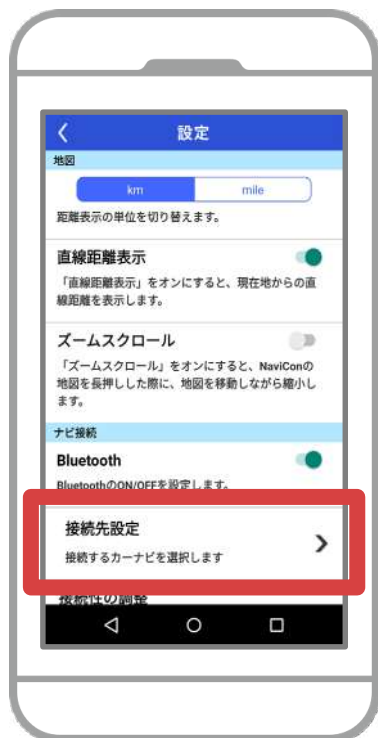 設定
地図
km mile
距離表示の単位を切り替えます。
直線距離表示
「直線距離表示」をオンにすると、現在地からの直
線距離を表示します。
ズームスクロール
「ズームスクロール」をオンにすると、NaviConの
地図を長押しした際に、地図を移動しながら縮小し
ます。
ナビ接続
Bluetooth
BluetoothのON/OFFを設定します。
接続先設定
接続するカーナビを選択します
接続性の調整